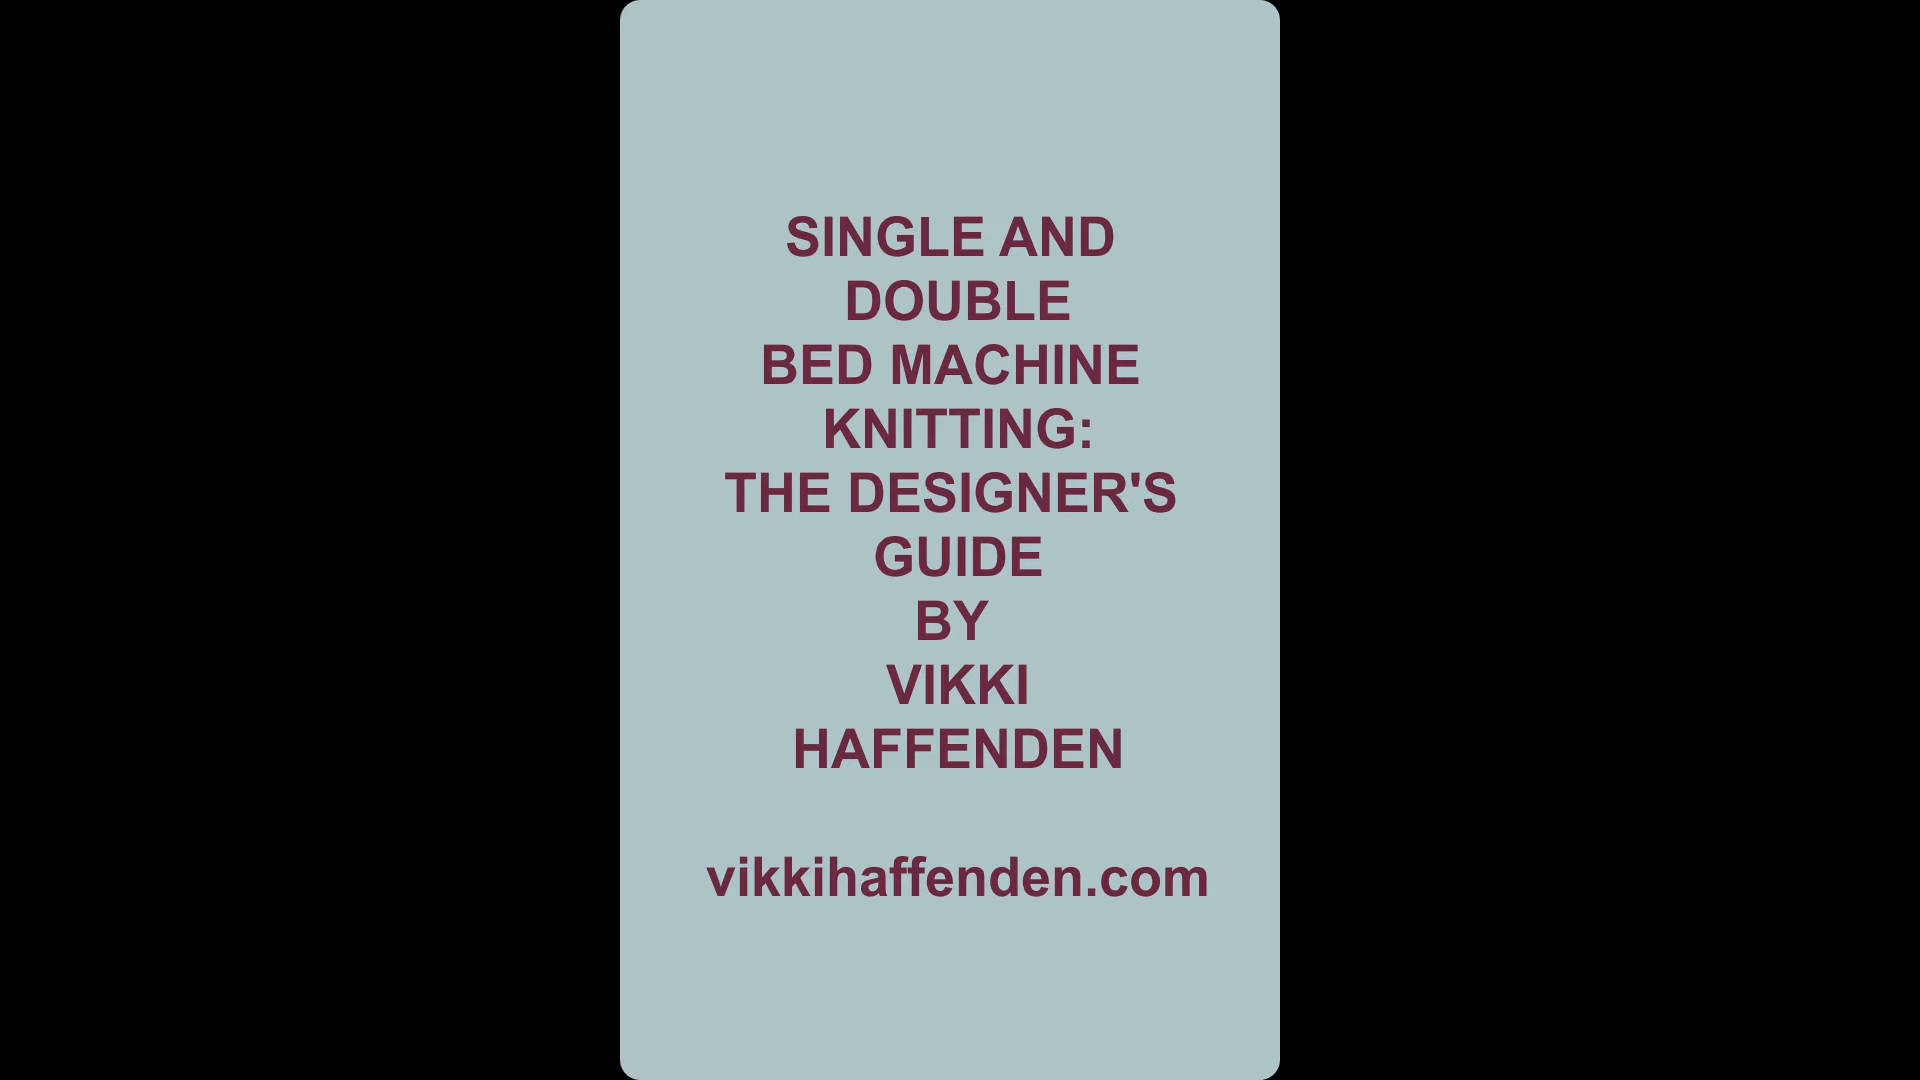 SINGLE AND
DOUBLE
BED MACHINE
KNITTING:
THE DESIGNER'S
GUIDE
BY
VIKKI
HAFFENDEN
vikkihaffenden.com